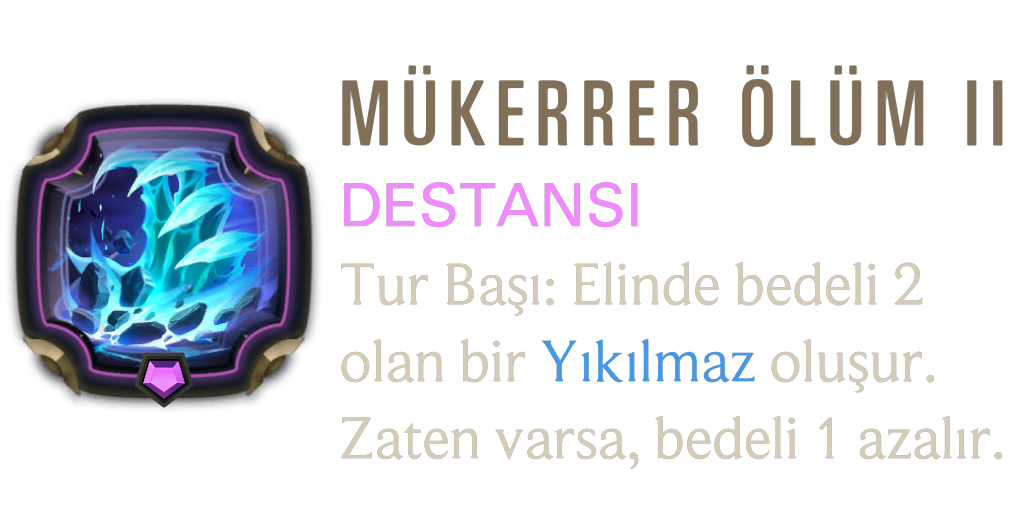 MÜKERRER ÖLÜM II
DESTANSI
Tur Başı: Elinde bedeli 2
olan bir Yıkılmaz oluşur.
Zaten varsa, bedeli 1 azalır.